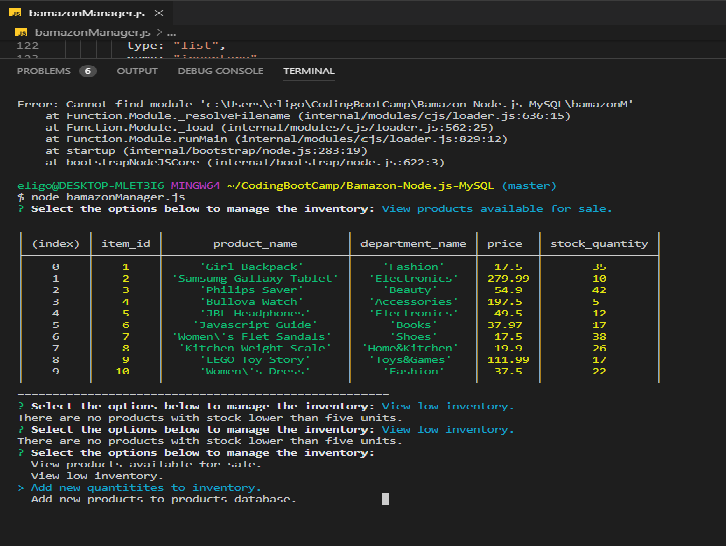 JS bamazonManager.js ×
JS bamazonManager.js > ...
122 type: "list",
PROBLEMS 6 OUTPUT DEBUG CONSOLE TERMINAL
Error: Cannot find module 'c:\Users\eligo\CodingBootCamp\Bamazon-Node.js-MySQL\bamazonM'
at Function.Module._resolveFilename (internal/modules/cjs/loader.js:636:15)
at Function.Module._load (internal/modules/cjs/loader.js:562:25)
at Function.Module.runMain (internal/modules/cjs/loader.js:829:12)
at startup (internal/bootstrap/node.js:283:19)
at bootstrapNodeJSCore (internal/bootstrap/node.js:622:3)
eligo@DESKTOP-MLET3IG MINGW64 ~/CodingBootCamp/Bamazon-Node.js-MySQL (master)
$ node bamazonManager.js
? Select the options below to manage the inventory: View products available for sale.
(index) item_id product_name department_name price stock_quantity
0 1 'Girl Backpack' 'Fashion' 17.5 35
1 2 'Samsumg Gallaxy Tablet' 'Electronics' 279.99 10
2 3 'Philips Saver' 'Beauty' 54.9 42
3 4 'Bullova Watch' 'Accessories' 197.5 5
4 5 'JBL Headphones' 'Electronics' 49.5 12
5 6 'Javascript Guide' 'Books' 37.97 17
6 7 'Women\'s Flet Sandals' 'Shoes' 17.5 38
7 8 'Kitchen Weight Scale' 'Home&Kitchen' 19.9 26
8 9 'LEGO Toy Story' 'Toys&Games' 111.99 17
9 10 'Women\'s Dress' 'Fashion' 37.5 22
? Select the options below to manage the inventory: View low inventory.
There are no products with stock lower than five units.
? Select the options below to manage the inventory: View low inventory.
There are no products with stock lower than five units.
? Select the options below to manage the inventory:
View products available for sale.
View low inventory.
> Add new quantitites to inventory.
Add new products to products database.